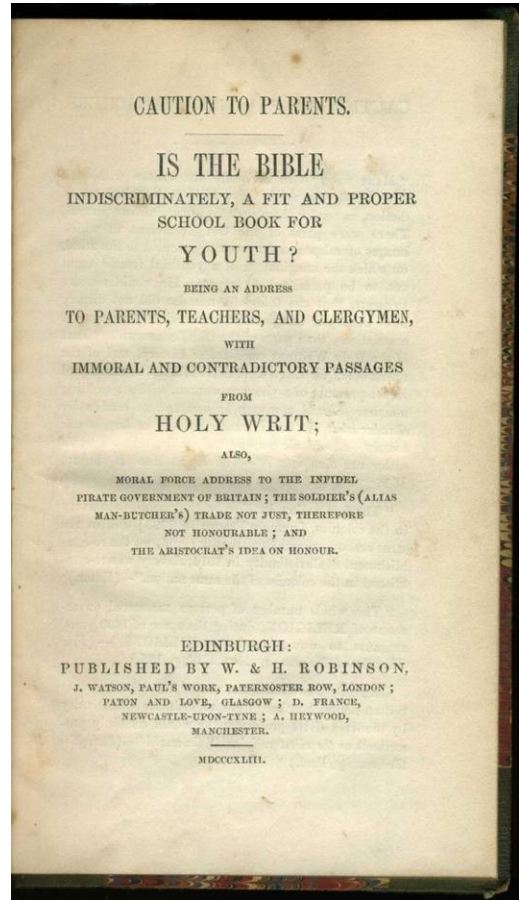 CAUTION TO PARENTS.
IS THE BIBLE
INDISCRIMINATELY, A FIT AND PROPER
SCHOOL BOOK FOR
YOUTH?
BEING AN ADDRESS
TO PARENTS, TEACHERS, AND CLERGYMEN,
WITH
IMMORAL AND CONTRADICTORY PASSAGES
FROM
HOLY WRIT;
ALSO,
MORAL FORCE ADDRESS TO THE INFIDEL
PIRATE GOVERNMENT OF BRITAIN; THE SOLDIER'S (ALIAS
MAN-BUTCHER'S) TRADE NOT JUST, THEREFORE
NOT HONOURABLE; AND
THE ARISTOCRAT'S IDEA ON HONOUR.
EDINBURGH:
PUBLISHED BY W. & H. ROBINSON,
J. WATSON, PAUL'S WORK, PATERNOSTER ROW, LONDON;
PATON AND LOVE, GLASGOW; D. FRANCE,
NEWCASTLE-UPON-TYNE; A. HEYWOOD,
MANCHESTER.
MDCCCXLIII.